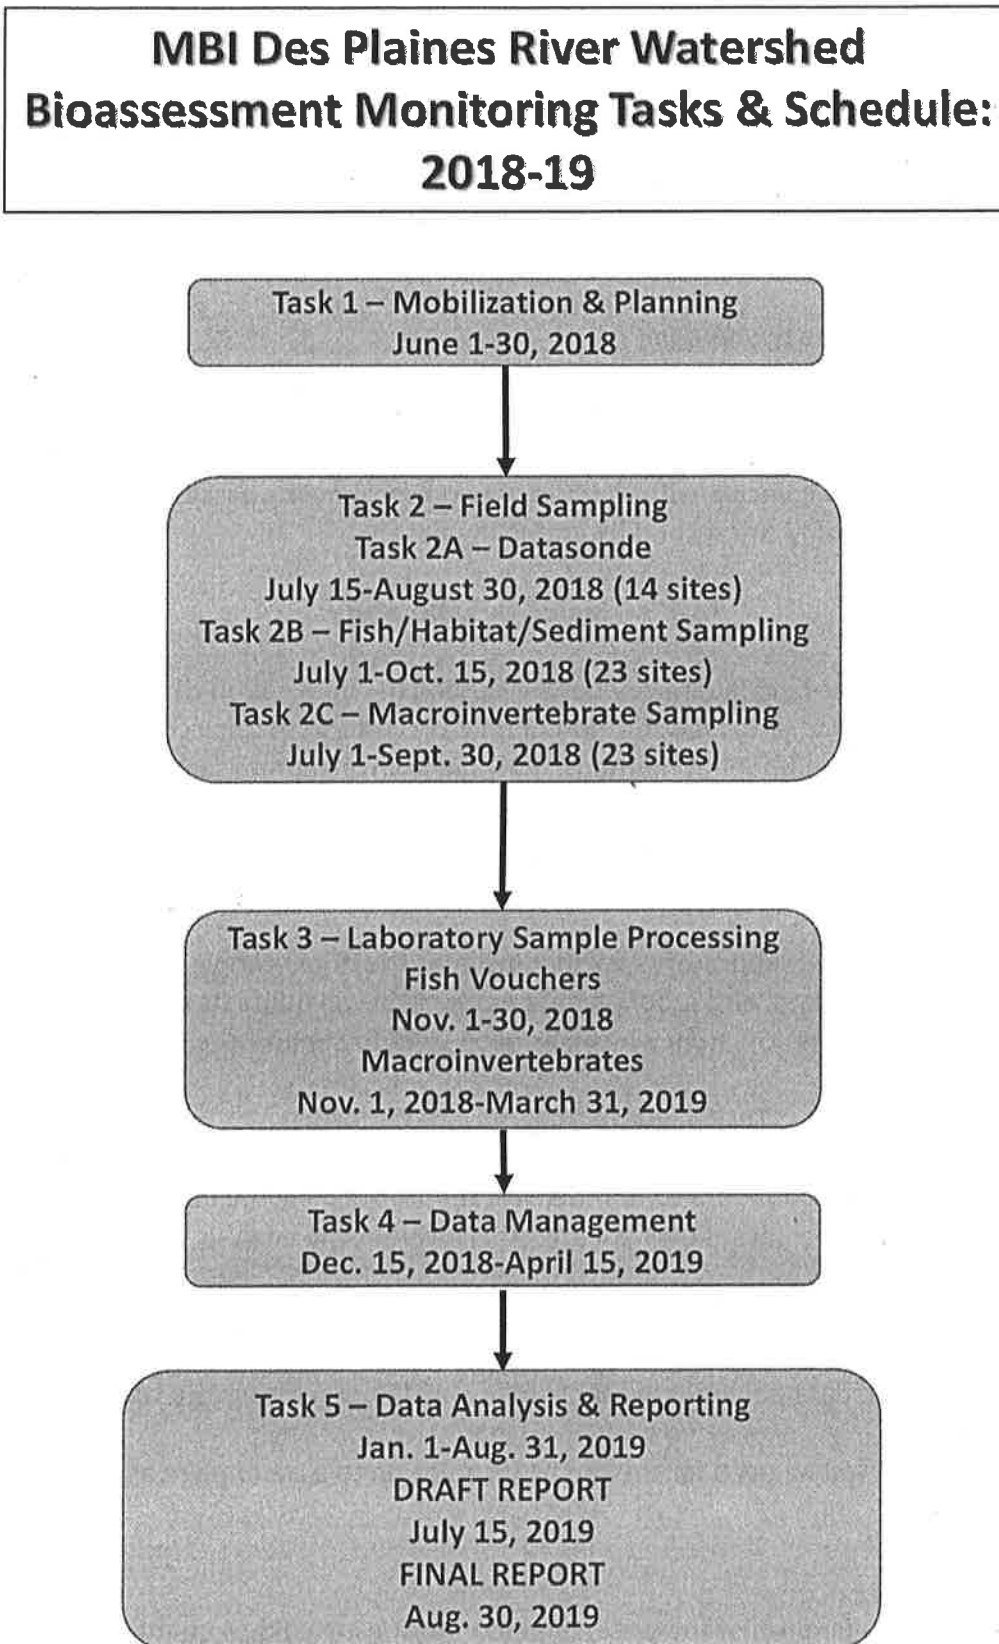 MBI Des Plaines River Watershed
Bioassessment Monitoring Tasks & Schedule:
2018-19
Task 1 – Mobilization & Planning
June 1-30, 2018
Task 2 – Field Sampling
Task 2A – Datasonde
July 15-August 30, 2018 (14 sites)
Task 2B – Fish/Habitat/Sediment Sampling
July 1-Oct. 15, 2018 (23 sites)
Task 2C – Macroinvertebrate Sampling
July 1-Sept. 30, 2018 (23 sites)
Task 3 – Laboratory Sample Processing
Fish Vouchers
Nov. 1-30, 2018
Macroinvertebrates
Nov. 1, 2018-March 31, 2019
Task 4 – Data Management
Dec. 15, 2018-April 15, 2019
Task 5 – Data Analysis & Reporting
Jan. 1-Aug. 31, 2019
DRAFT REPORT
July 15, 2019
FINAL REPORT
Aug. 30, 2019